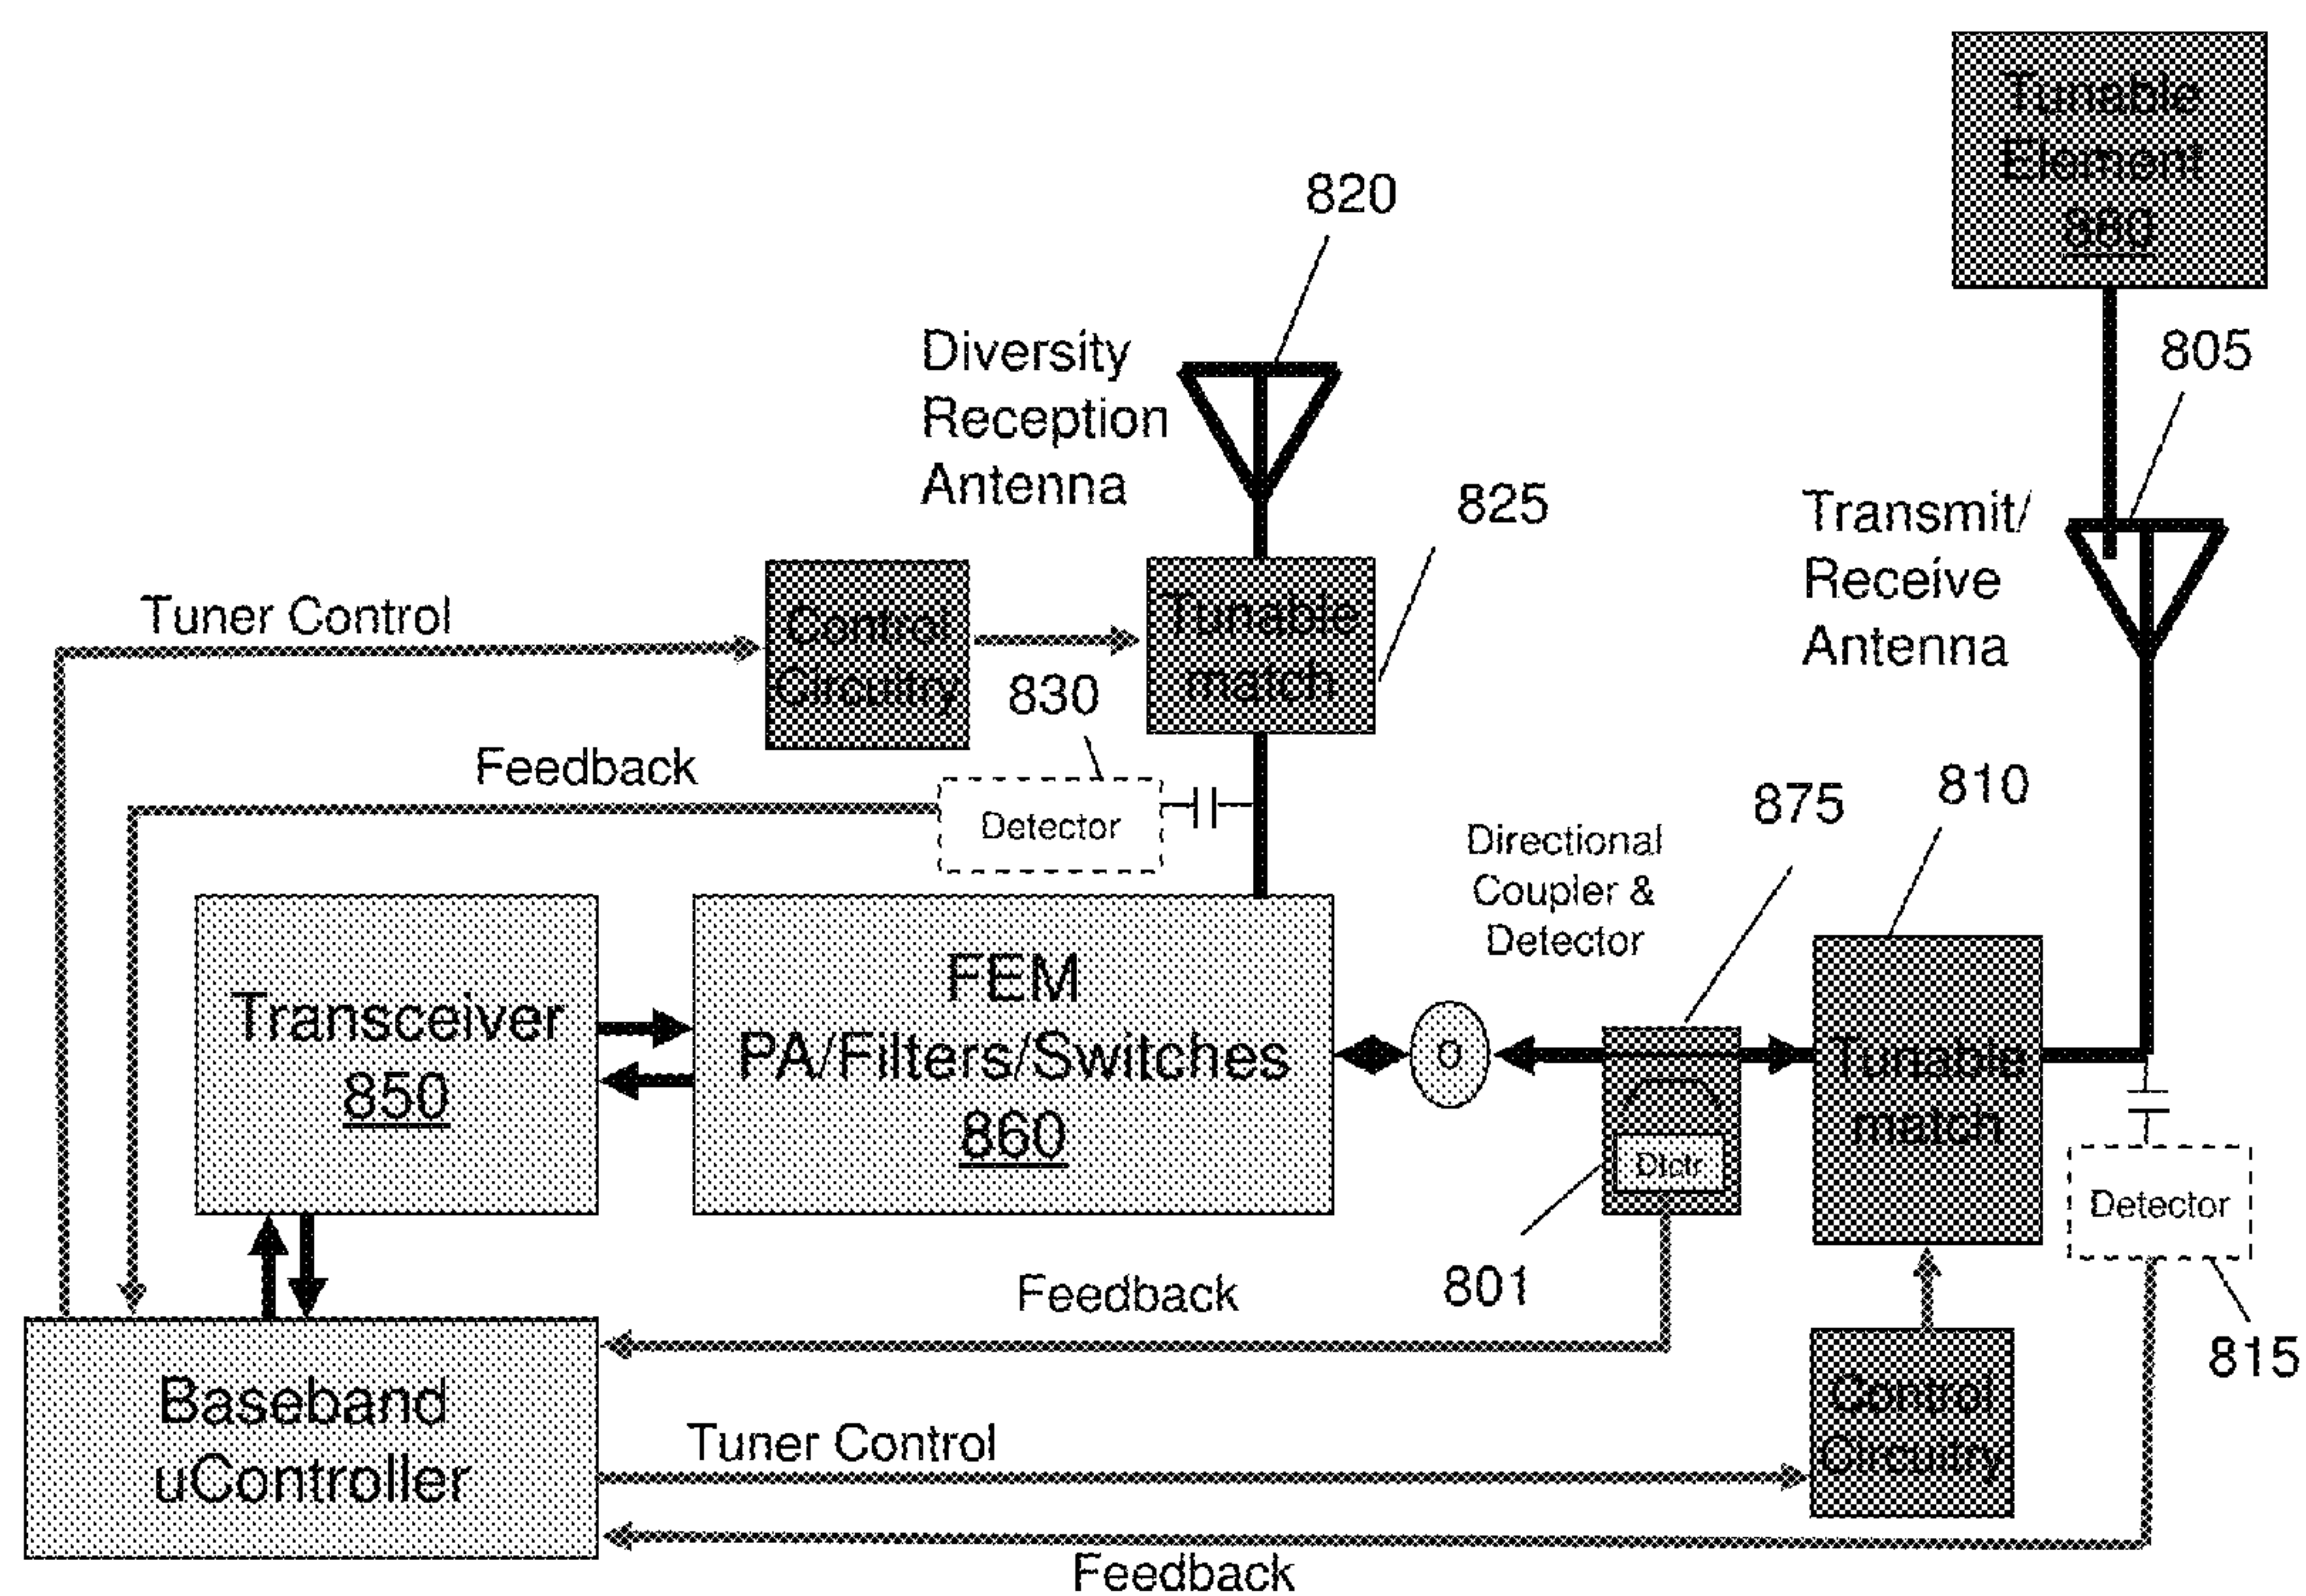 Tunable
Element
880
820
805
Diversity
Reception
Antenna
825
Transmit/
Receive
Antenna
Tuner Control
Control
Circuitry
Tunable
match
830
Feedback
Detector
875
810
Directional
Coupler &
Detector
Transceiver
850
FEM
PA/Filters/Switches
860
Tunable
match
Dtctr
Detector
801
815
Feedback
Baseband
uController
Tuner Control
Control
Circuitry
Feedback